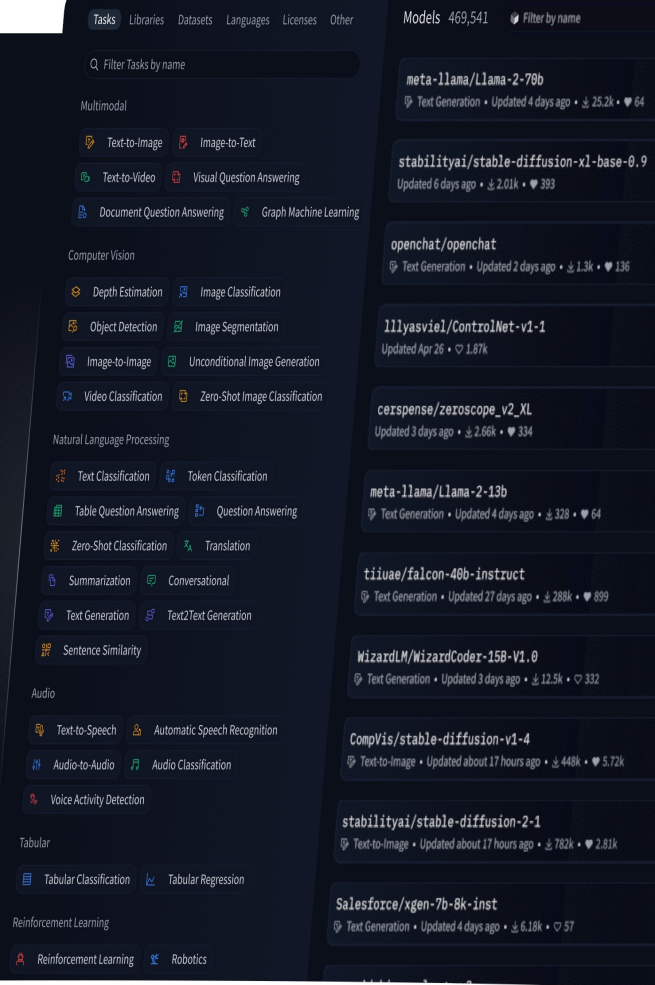 Tasks Libraries Datasets Languages Licenses Other
Filter Tasks by name
Multimodal
Text-to-Image Image-to-Text
Text-to-Video Visual Question Answering
Document Question Answering Graph Machine Learning
Computer Vision
Depth Estimation Image Classification
Object Detection Image Segmentation
Image-to-Image Unconditional Image Generation
Video Classification Zero-Shot Image Classification
Natural Language Processing
Text Classification Token Classification
Table Question Answering Question Answering
Zero-Shot Classification Translation
Summarization Conversational
Text Generation Text2Text Generation
Sentence Similarity
Audio
Text-to-Speech Automatic Speech Recognition
Audio-to-Audio Audio Classification
Voice Activity Detection
Tabular
Tabular Classification Tabular Regression
Reinforcement Learning
Reinforcement Learning Robotics
Models 469,541 Filter by name
meta-llama/Llama-2-70b
Text Generation • Updated 4 days ago • 25.2k • 64
stabilityai/stable-diffusion-xl-base-0.9
Updated 6 days ago • 2.01k • 393
openchat/openchat
Text Generation • Updated 2 days ago • 1.3k • 136
lllyasviel/ControlNet-v1-1
Updated Apr 26 • 1.87k
cerspense/zeroscope_v2_XL
Updated 3 days ago • 2.66k • 334
meta-llama/Llama-2-13b
Text Generation • Updated 4 days ago • 328 • 64
tiiuae/falcon-40b-instruct
Text Generation • Updated 27 days ago • 288k • 899
WizardLM/WizardCoder-15B-V1.0
Text Generation • Updated 3 days ago • 12.5k • 332
CompVis/stable-diffusion-v1-4
Text-to-Image • Updated about 17 hours ago • 448k • 5.72k
stabilityai/stable-diffusion-2-1
Text-to-Image • Updated about 17 hours ago • 782k • 2.81k
Salesforce/xgen-7b-8k-inst
Text Generation • Updated 4 days ago • 6.18k • 57